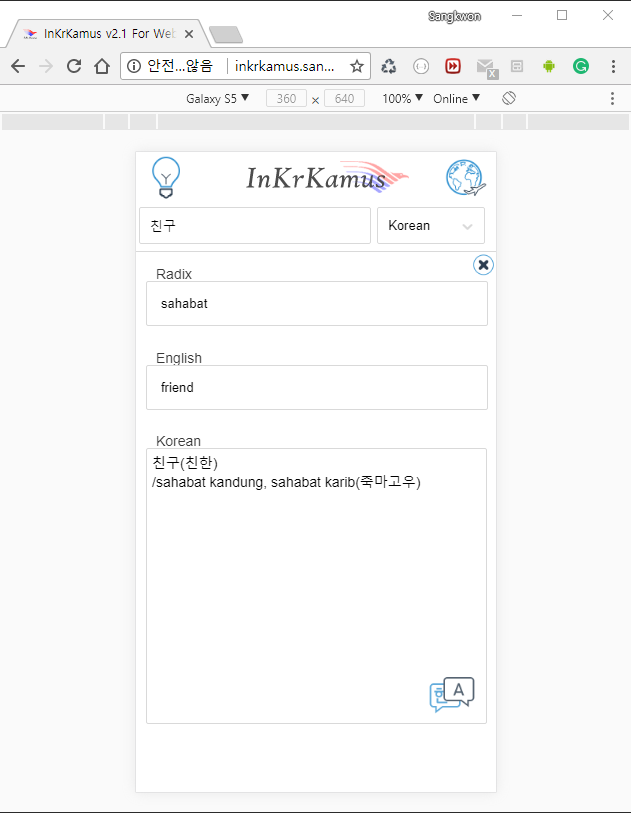 Sangkwon
InKrKamus v2.1 For Web
안전...않음 inkrkamus.san...
Galaxy S5 ▼ 360 × 640 100% ▼ Online ▼
InKrKamus
친구 Korean
Radix
sahabat
English
friend
Korean
친구(친한)
/sahabat kandung, sahabat karib(죽마고우)
한 A